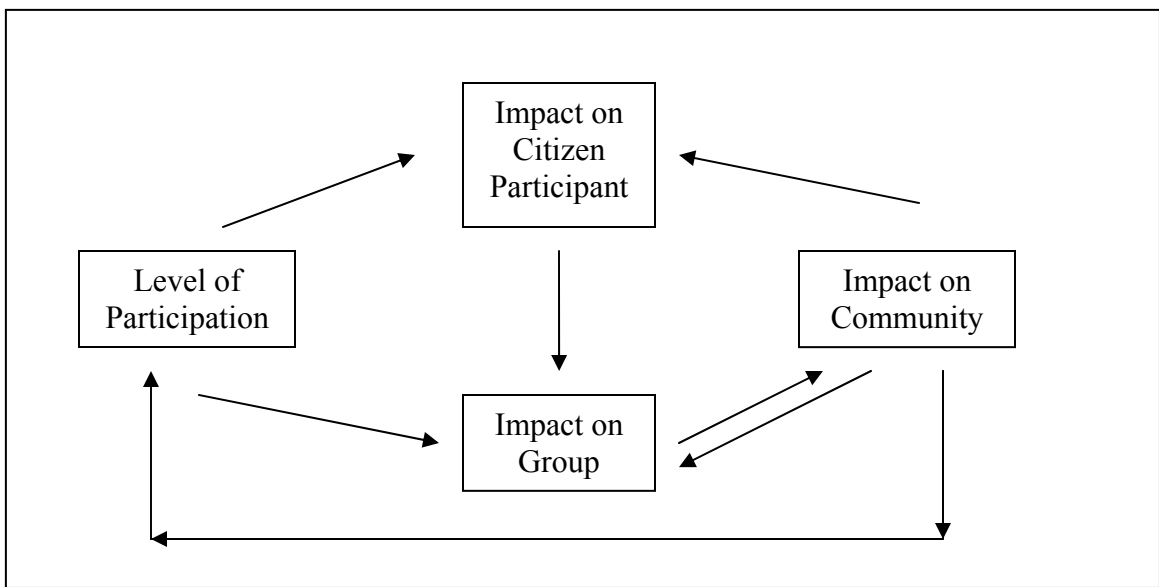 Impact on
Citizen
Participant
Level of
Participation
Impact on
Community
Impact on
Group